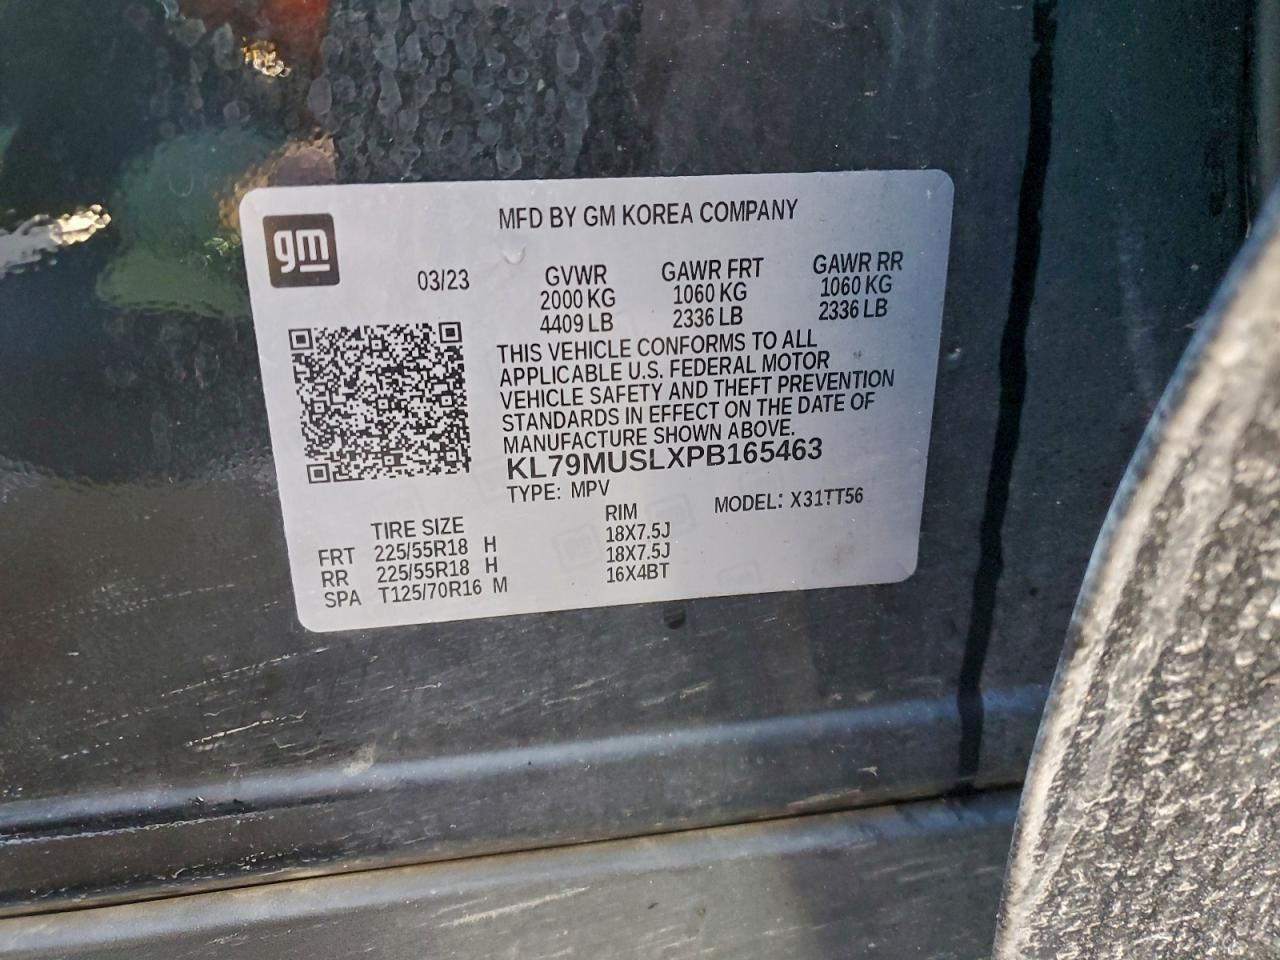 gm
MFD BY GM KOREA COMPANY
03/23
GVWR GAWR FRT GAWR RR
2000 KG 1060 KG 1060 KG
4409 LB 2336 LB 2336 LB
THIS VEHICLE CONFORMS TO ALL
APPLICABLE U.S. FEDERAL MOTOR
VEHICLE SAFETY AND THEFT PREVENTION
STANDARDS IN EFFECT ON THE DATE OF
MANUFACTURE SHOWN ABOVE.
KL79MUSLXPB165463
TYPE: MPV MODEL: X31TT56
TIRE SIZE RIM
FRT 225/55R18 H 18X7.5J
RR 225/55R18 H 18X7.5J
SPA T125/70R16 M 16X4BT